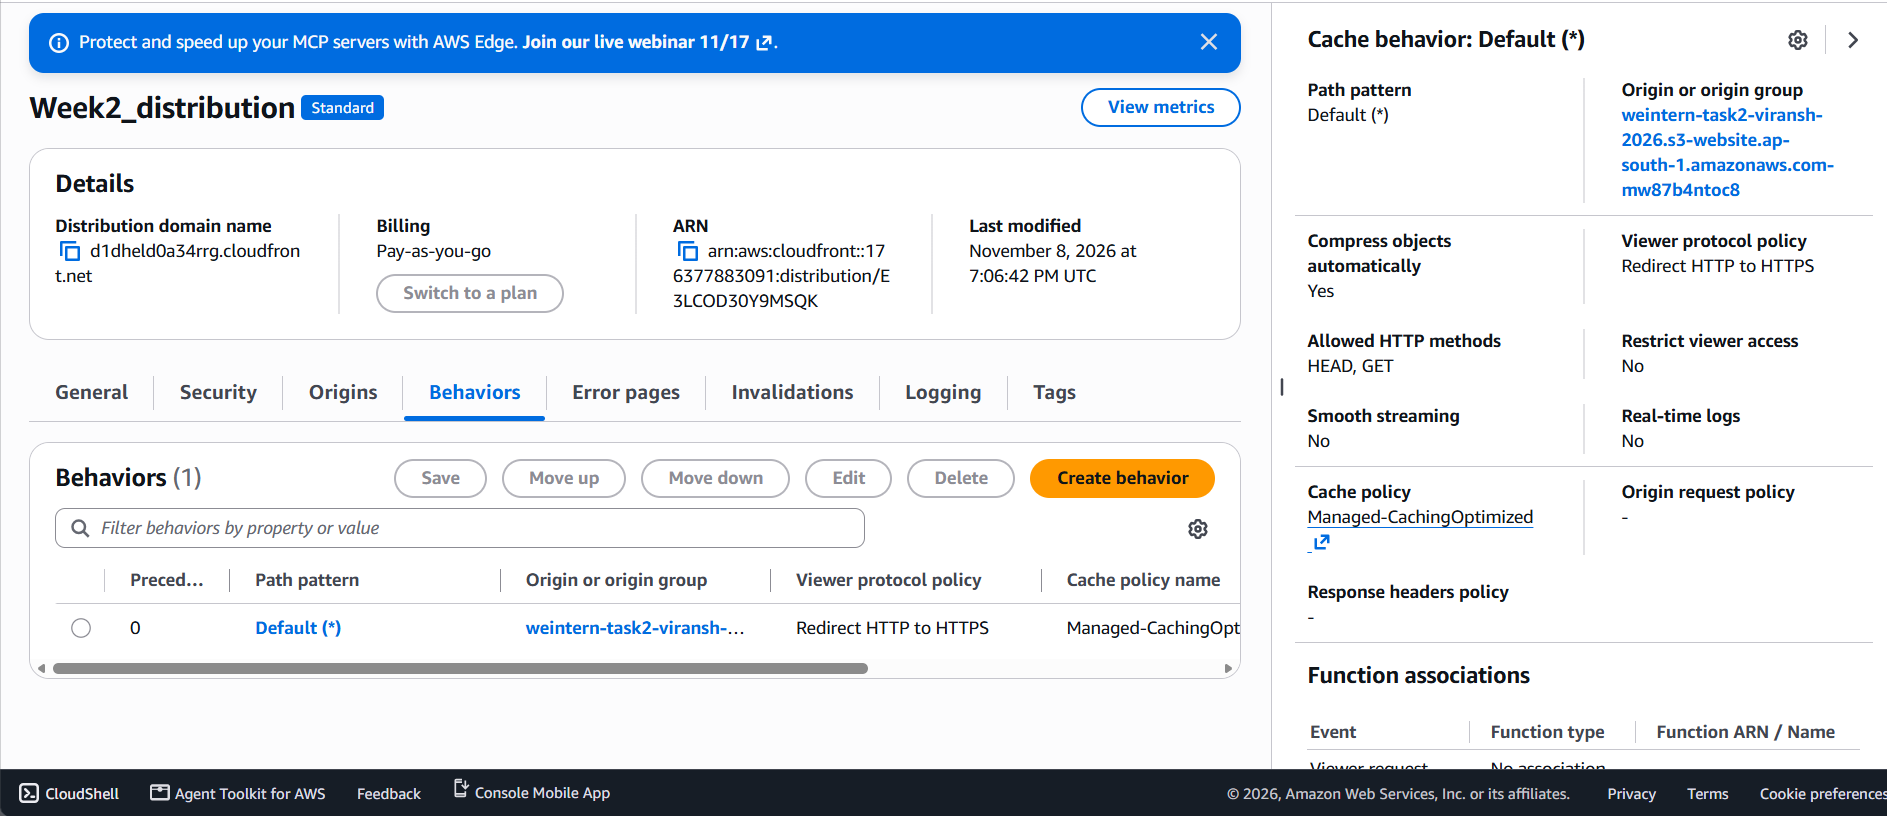 Protect and speed up your MCP servers with AWS Edge. Join our live webinar 11/17.
Week2_distribution Standard
View metrics
Details
Distribution domain name
d1dheld0a34rrg.cloudfron
t.net
Billing
Pay-as-you-go
Switch to a plan
ARN
arn:aws:cloudfront::17
6377883091:distribution/E
3LCOD30Y9MSQK
Last modified
November 8, 2026 at
7:06:42 PM UTC
General Security Origins Behaviors Error pages Invalidations Logging Tags
Behaviors (1)
Save Move up Move down Edit Delete Create behavior
Filter behaviors by property or value
Preced... Path pattern Origin or origin group Viewer protocol policy Cache policy name
0 Default (*) weintern-task2-viransh-... Redirect HTTP to HTTPS Managed-CachingOpt
Cache behavior: Default (*)
Path pattern
Default (*)
Origin or origin group
weintern-task2-viransh-
2026.s3-website.ap-
south-1.amazonaws.com-
mw87b4ntoc8
Compress objects
automatically
Yes
Viewer protocol policy
Redirect HTTP to HTTPS
Allowed HTTP methods
HEAD, GET
Restrict viewer access
No
Smooth streaming
No
Real-time logs
No
Cache policy
Managed-CachingOptimized
Origin request policy
-
Response headers policy
-
Function associations
Event Function type Function ARN / Name
Viewer request No association
CloudShell Agent Toolkit for AWS Feedback Console Mobile App
© 2026, Amazon Web Services, Inc. or its affiliates. Privacy Terms Cookie preferences